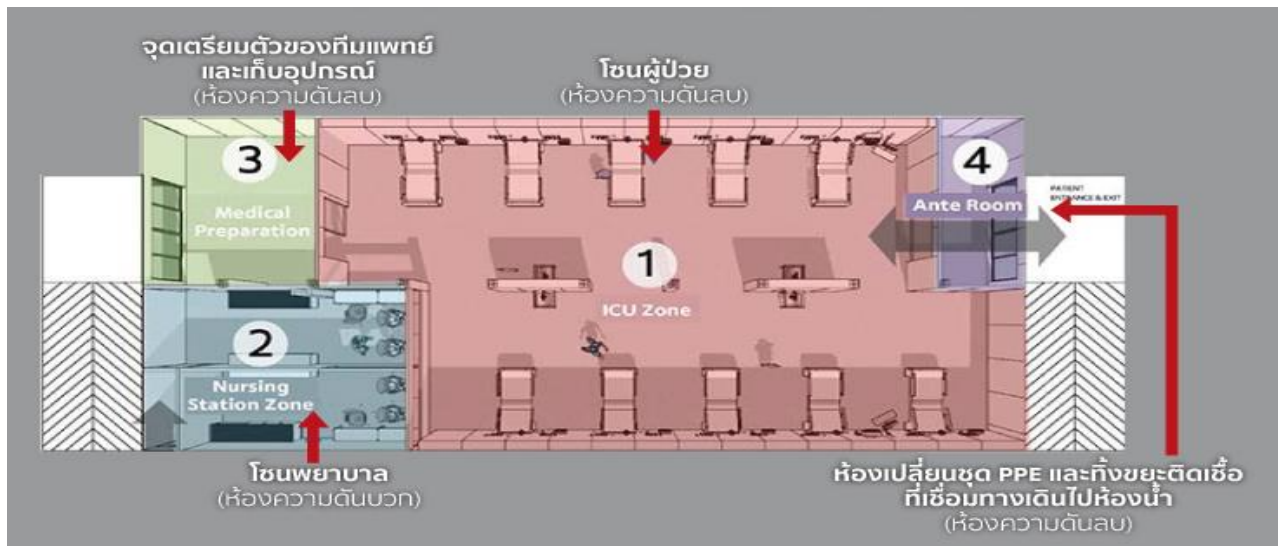 จุดเตรียมตัวของทีมแพทย์
และเก็บอุปกรณ์
(ห้องความดันลบ)
โซนผู้ป่วย
(ห้องความดันลบ)
3
Medical
Preparation
4
Ante Room
PATIENT
ENTRANCE & EXIT
1
ICU Zone
2
Nursing
Station Zone
โซนพยาบาล
(ห้องความดันบวก)
ห้องเปลี่ยนชุด PPE และทิ้งขยะติดเชื้อ
ที่เชื่อมทางเดินไปห้องน้ำ
(ห้องความดันลบ)